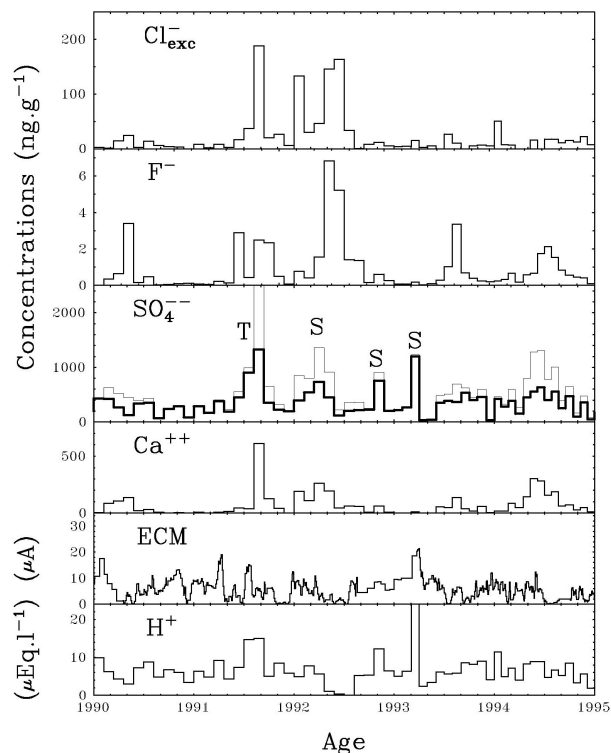 Concentrations (ng.g⁻¹)
(μEq.l⁻¹) (μA)
200
100
0
Cl⁻exc
6
4
2
0
F⁻
2000
1000
0
SO₄⁻⁻
T
S
S
S
500
0
Ca⁺⁺
30
20
10
0
ECM
20
10
0
H⁺
1990
1991
1992
1993
1994
1995
Age